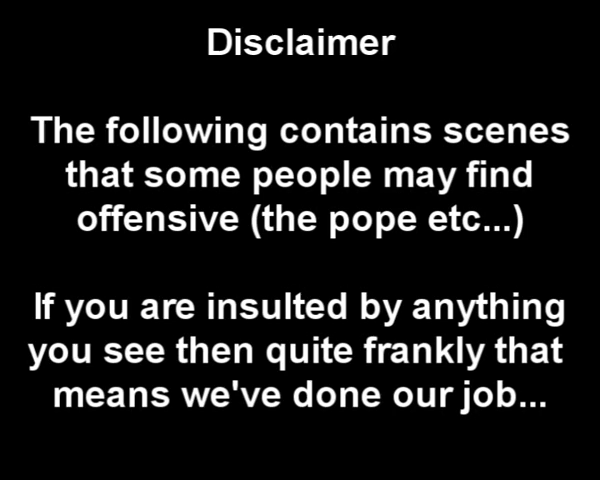 Disclaimer
The following contains scenes
that some people may find
offensive (the pope etc...)
If you are insulted by anything
you see then quite frankly that
means we've done our job...